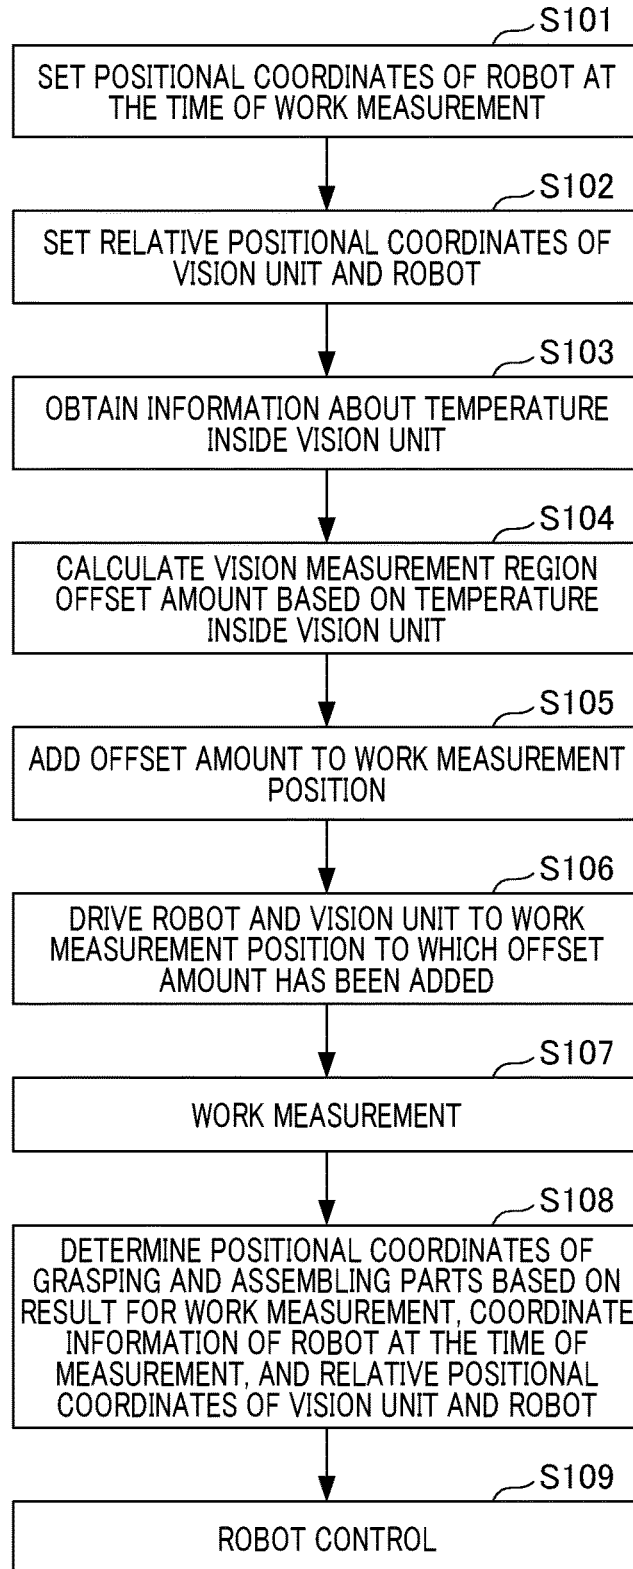 S101
SET POSITIONAL COORDINATES OF ROBOT AT
THE TIME OF WORK MEASUREMENT
S102
SET RELATIVE POSITIONAL COORDINATES OF
VISION UNIT AND ROBOT
S103
OBTAIN INFORMATION ABOUT TEMPERATURE
INSIDE VISION UNIT
S104
CALCULATE VISION MEASUREMENT REGION
OFFSET AMOUNT BASED ON TEMPERATURE
INSIDE VISION UNIT
S105
ADD OFFSET AMOUNT TO WORK MEASUREMENT
POSITION
S106
DRIVE ROBOT AND VISION UNIT TO WORK
MEASUREMENT POSITION TO WHICH OFFSET
AMOUNT HAS BEEN ADDED
S107
WORK MEASUREMENT
S108
DETERMINE POSITIONAL COORDINATES OF
GRASPING AND ASSEMBLING PARTS BASED ON
RESULT FOR WORK MEASUREMENT, COORDINATE
INFORMATION OF ROBOT AT THE TIME OF
MEASUREMENT, AND RELATIVE POSITIONAL
COORDINATES OF VISION UNIT AND ROBOT
S109
ROBOT CONTROL